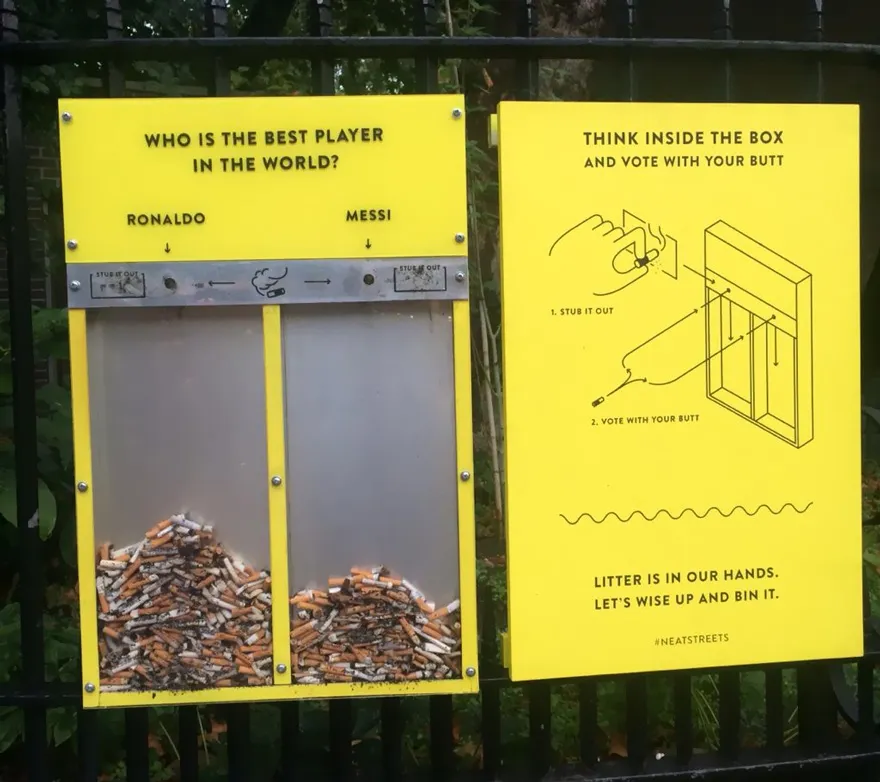 WHO IS THE BEST PLAYER
IN THE WORLD?
RONALDO
MESSI
STUB IT OUT
STUB IT OUT
THINK INSIDE THE BOX
AND VOTE WITH YOUR BUTT
1. STUB IT OUT
2. VOTE WITH YOUR BUTT
LITTER IS IN OUR HANDS.
LET'S WISE UP AND BIN IT.
#NEATSTREETS